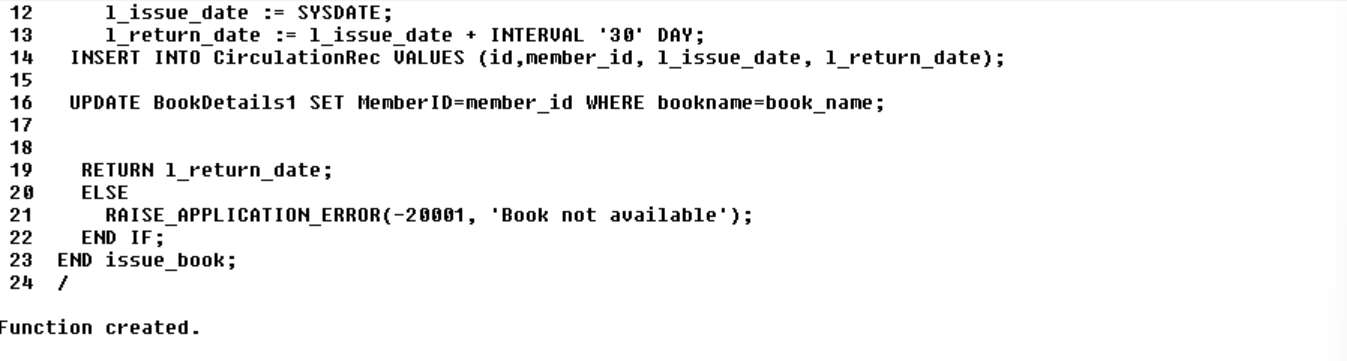 12 l_issue_date := SYSDATE;
13 l_return_date := l_issue_date + INTERVAL '30' DAY;
14 INSERT INTO CirculationRec VALUES (id,member_id, l_issue_date, l_return_date);
15
16 UPDATE BookDetails1 SET MemberID=member_id WHERE bookname=book_name;
17
18
19 RETURN l_return_date;
20 ELSE
21 RAISE_APPLICATION_ERROR(-20001, 'Book not available');
22 END IF;
23 END issue_book;
24 /
Function created.